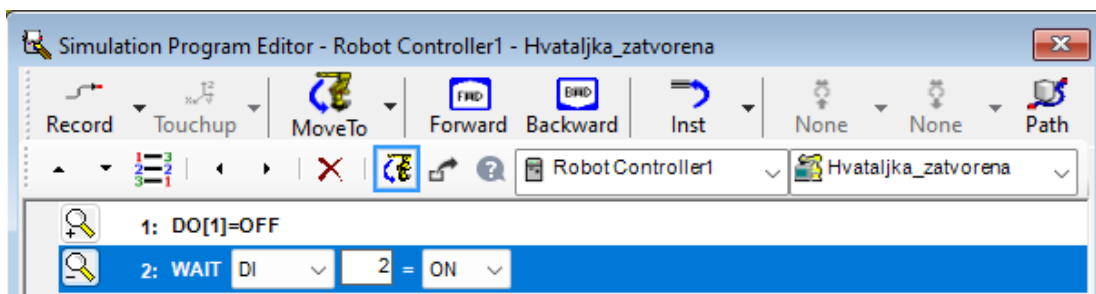 Simulation Program Editor - Robot Controller1 - Hvataljka_zatvorena
Record Touchup MoveTo FWD Forward BWD Backward Inst None None Path
Robot Controller1 Hvataljka_zatvorena
1: DO[1]=OFF
2: WAIT DI 2 = ON